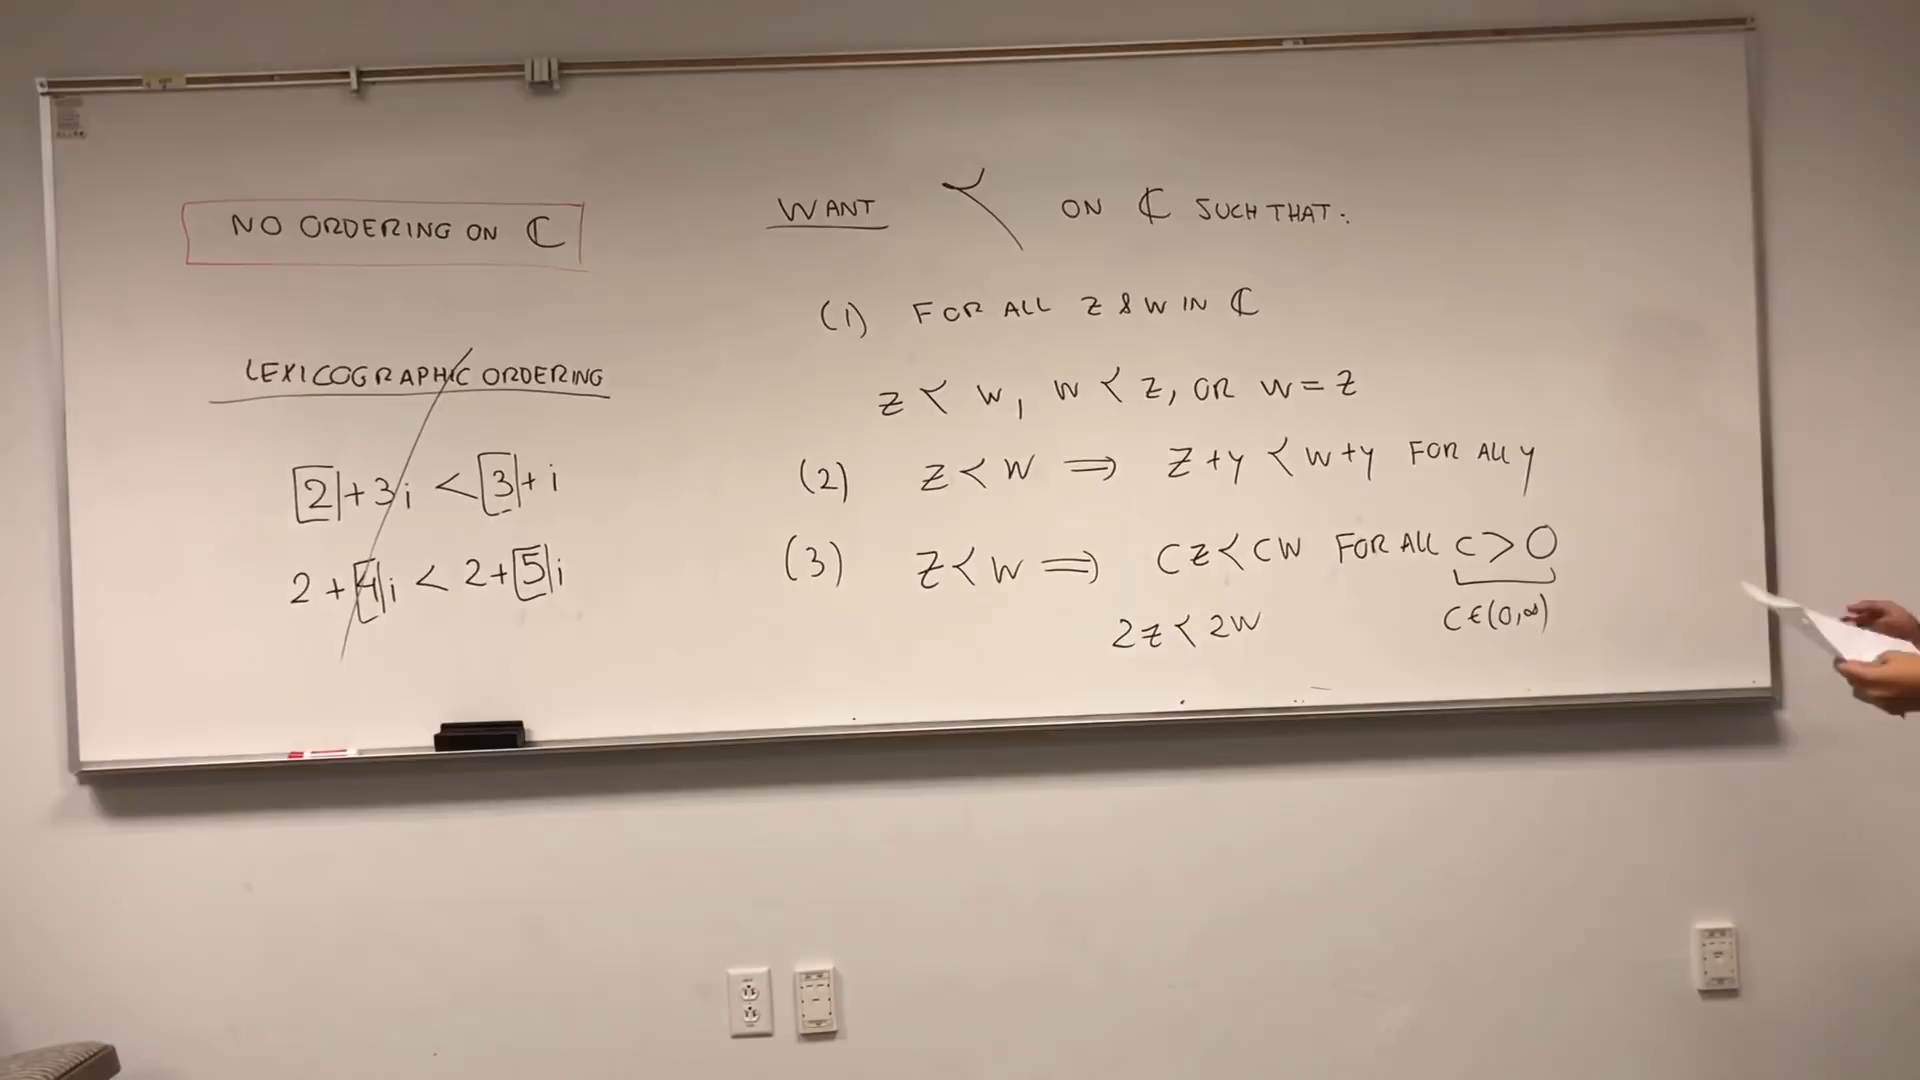 NO ORDERING ON ℂ
LEXICOGRAPHIC ORDERING
2+3i < 3+i
2+4i < 2+5i
WANT ≺ ON ℂ SUCH THAT:
(1) FOR ALL Z & W IN ℂ
Z ≺ W, W ≺ Z, OR W = Z
(2) Z ≺ W ⟹ Z+y ≺ W+y FOR ALL y
(3) Z ≺ W ⟹ CZ ≺ CW FOR ALL C > 0
C ∈ (0,∞)
2Z ≺ 2W